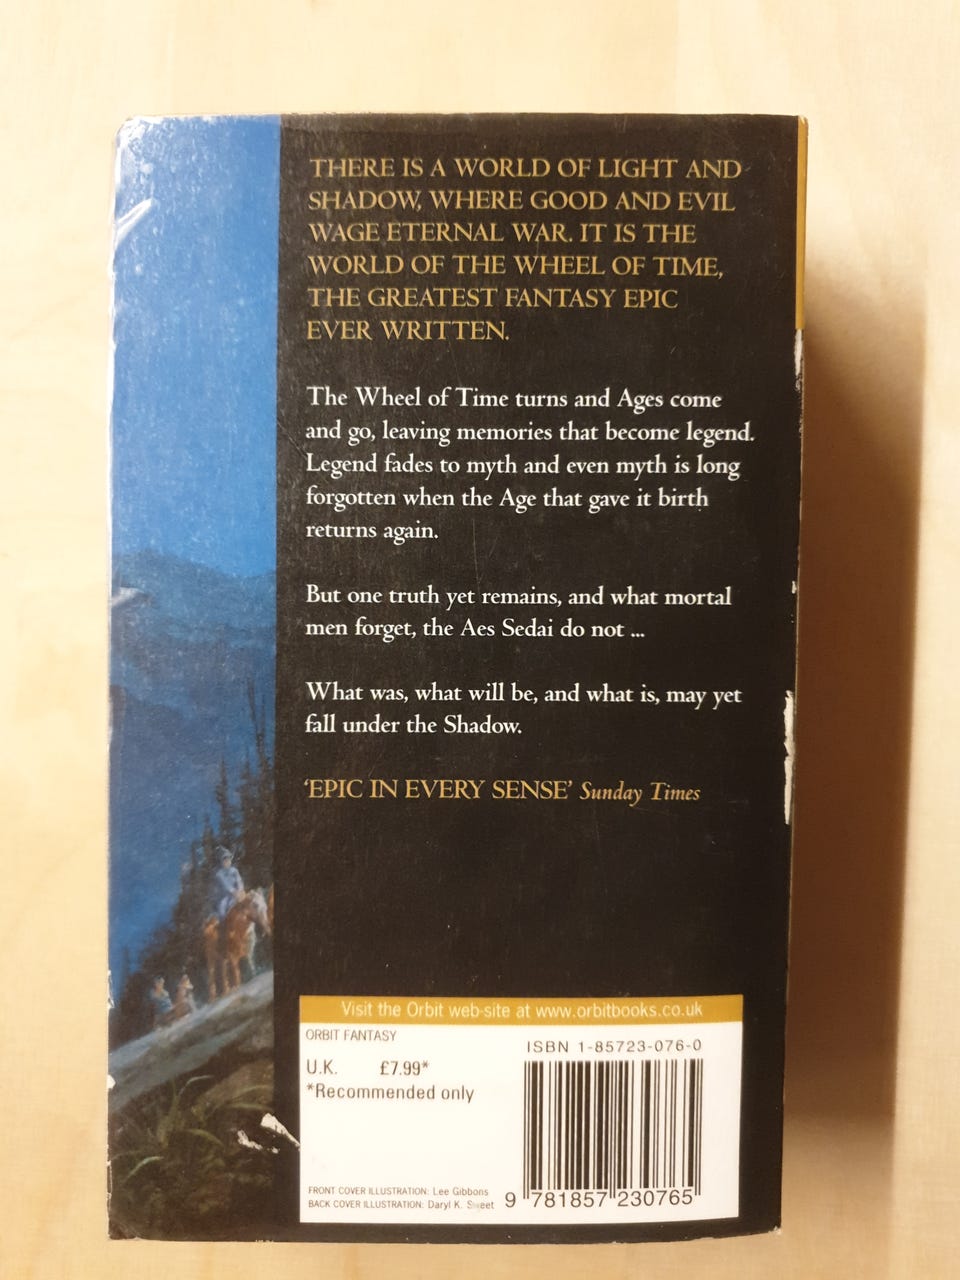 THERE IS A WORLD OF LIGHT AND
SHADOW, WHERE GOOD AND EVIL
WAGE ETERNAL WAR. IT IS THE
WORLD OF THE WHEEL OF TIME,
THE GREATEST FANTASY EPIC
EVER WRITTEN.
The Wheel of Time turns and Ages come
and go, leaving memories that become legend.
Legend fades to myth and even myth is long
forgotten when the Age that gave it birth
returns again.
But one truth yet remains, and what mortal
men forget, the Aes Sedai do not ...
What was, what will be, and what is, may yet
fall under the Shadow.
'EPIC IN EVERY SENSE' Sunday Times
Visit the Orbit web-site at www.orbitbooks.co.uk
ORBIT FANTASY
ISBN 1-85723-076-0
U.K. £7.99*
*Recommended only
FRONT COVER ILLUSTRATION: Lee Gibbons
BACK COVER ILLUSTRATION: Daryl K. Sweet
9 781857 230765